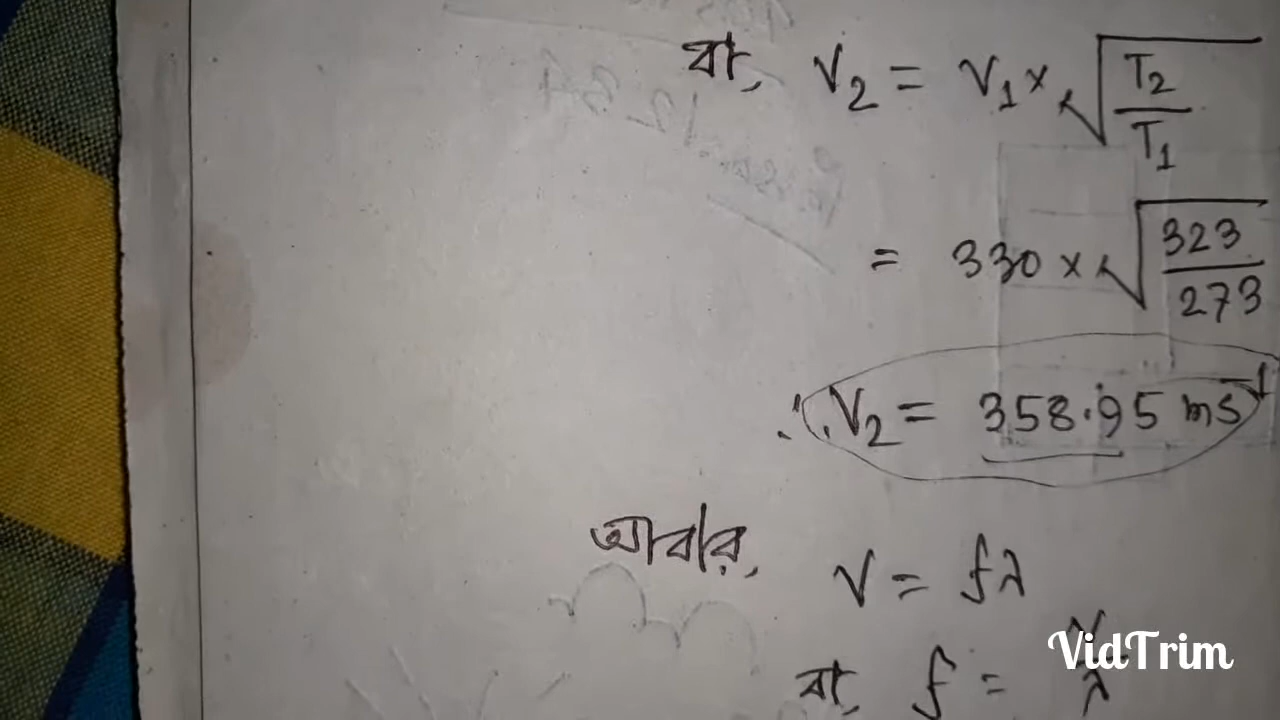 বা, V₂ = V₁ × √(T₂/T₁)
= 330 × √(323/273)
∴ V₂ = 358.95 ms⁻¹
আবার, V = fλ
বা, f = V/λ
VidTrim